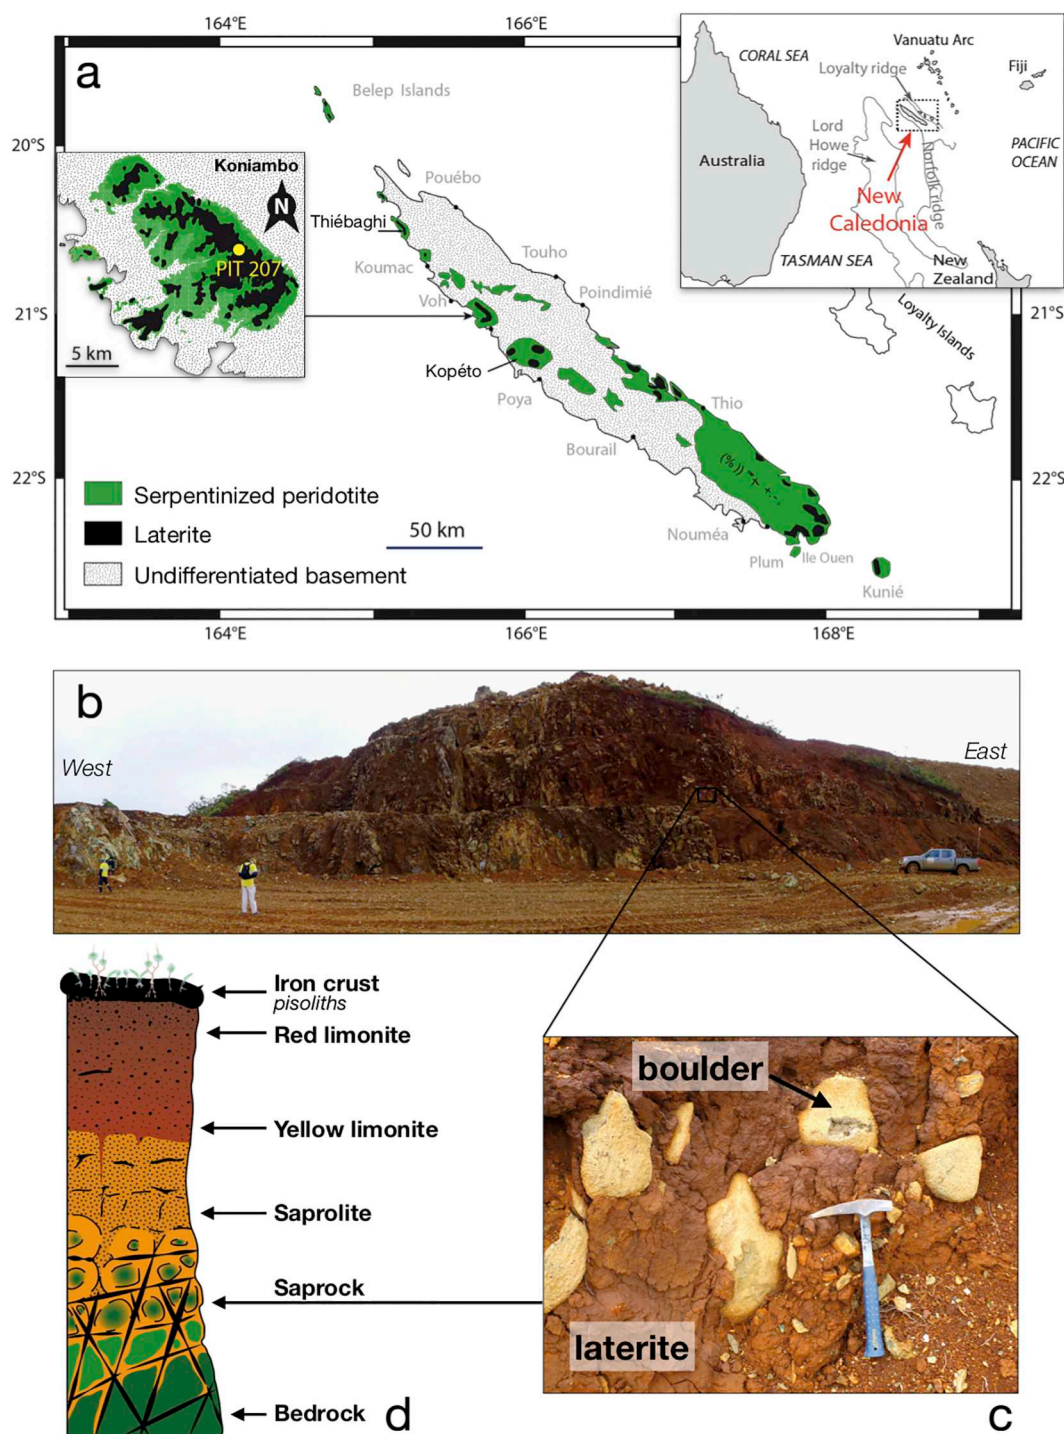 164°E
166°E
a
Belep Islands
20°S
Koniambo
N
PIT 207
5 km
Pouébo
Thiébaghi
Koumac
Touho
Voh
Poindimié
21°S
21°S
Kopéto
Poya
Thio
Bourail
22°S
22°S
Nouméa
Plum
Ile Ouen
Kunié
Loyalty Islands
CORAL SEA
Vanuatu Arc
Fiji
Loyalty ridge
Lord
Howe
ridge
PACIFIC
OCEAN
Australia
Norfolk ridge
New
Caledonia
TASMAN SEA
New
Zealand
Serpentinized peridotite
Laterite
Undifferentiated basement
50 km
164°E
166°E
168°E
b
West
East
Iron crust
pisoliths
Red limonite
Yellow limonite
Saprolite
Saprock
Bedrock
d
boulder
laterite
c